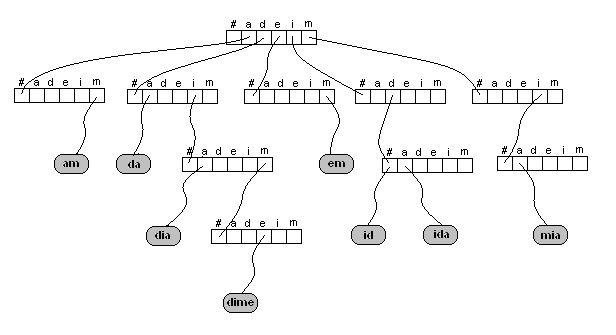 # a d e i m
# a d e i m # a d e i m # a d e i m # a d e i m # a d e i m
am da # a d e i m em # a d e i m # a d e i m
dia # a d e i m id ida mia
dime